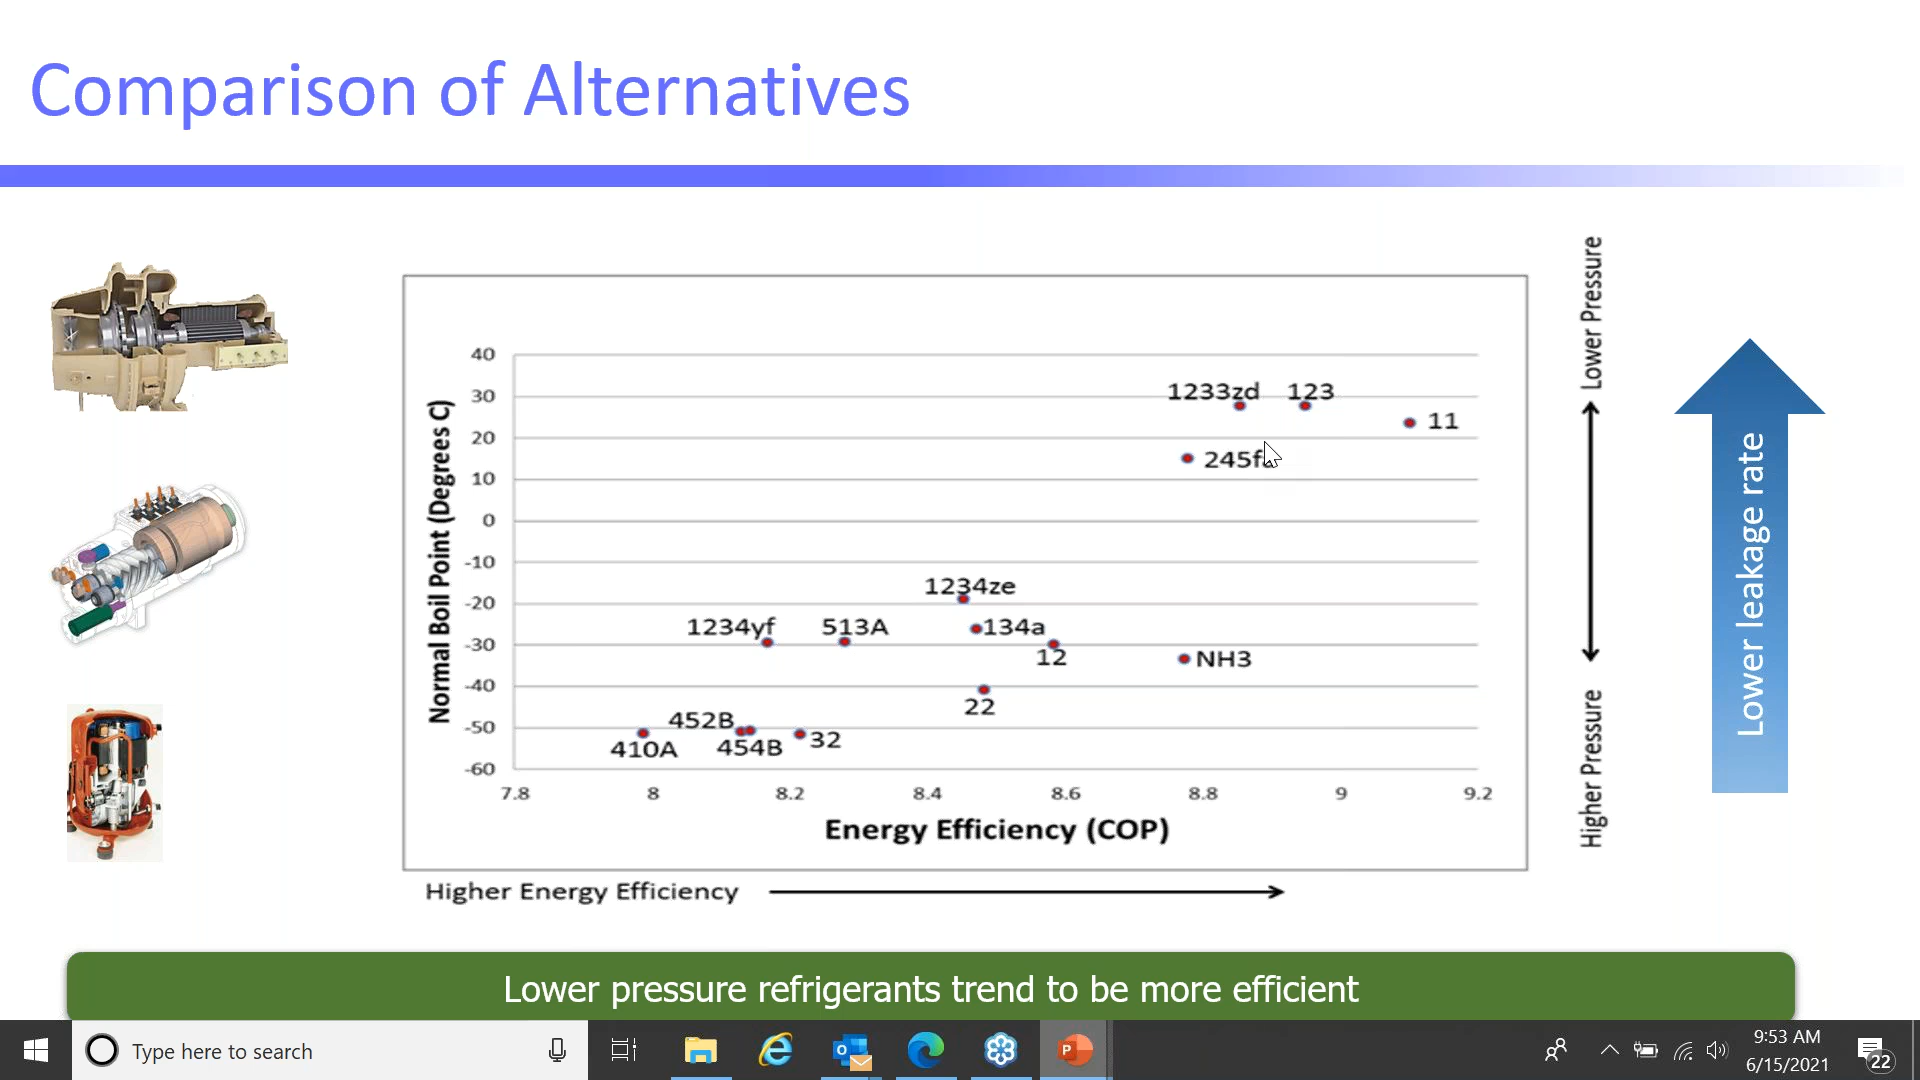 Comparison of Alternatives
Normal Boil Point (Degrees C)
40
30
20
10
0
-10
-20
-30
-40
-50
-60
1233zd
123
11
1234ze
1234yf
513A
134a
12
NH3
22
452B
410A
454B
32
7.8 8 8.2 8.4 8.6 8.8 9 9.2
Energy Efficiency (COP)
Higher Energy Efficiency
Lower Pressure
Higher Pressure
Lower leakage rate
Lower pressure refrigerants trend to be more efficient
Type here to search
9:53 AM
6/15/2021
22